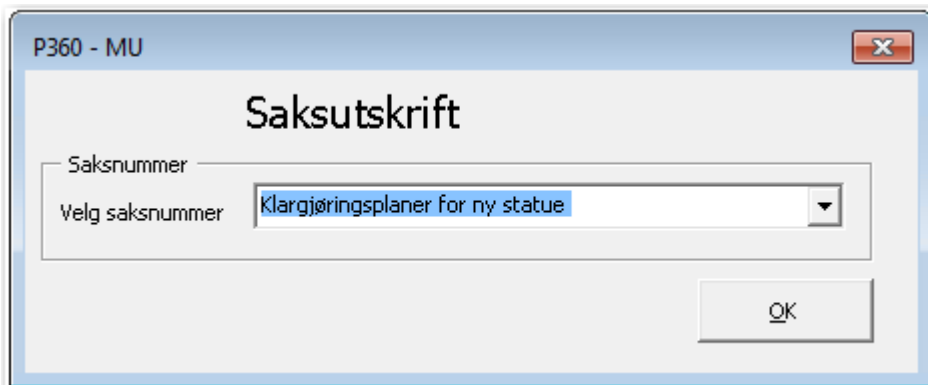 P360 - MU
Saksutskrift
Saksnummer
Velg saksnummer Klargjøringsplaner for ny statue
OK